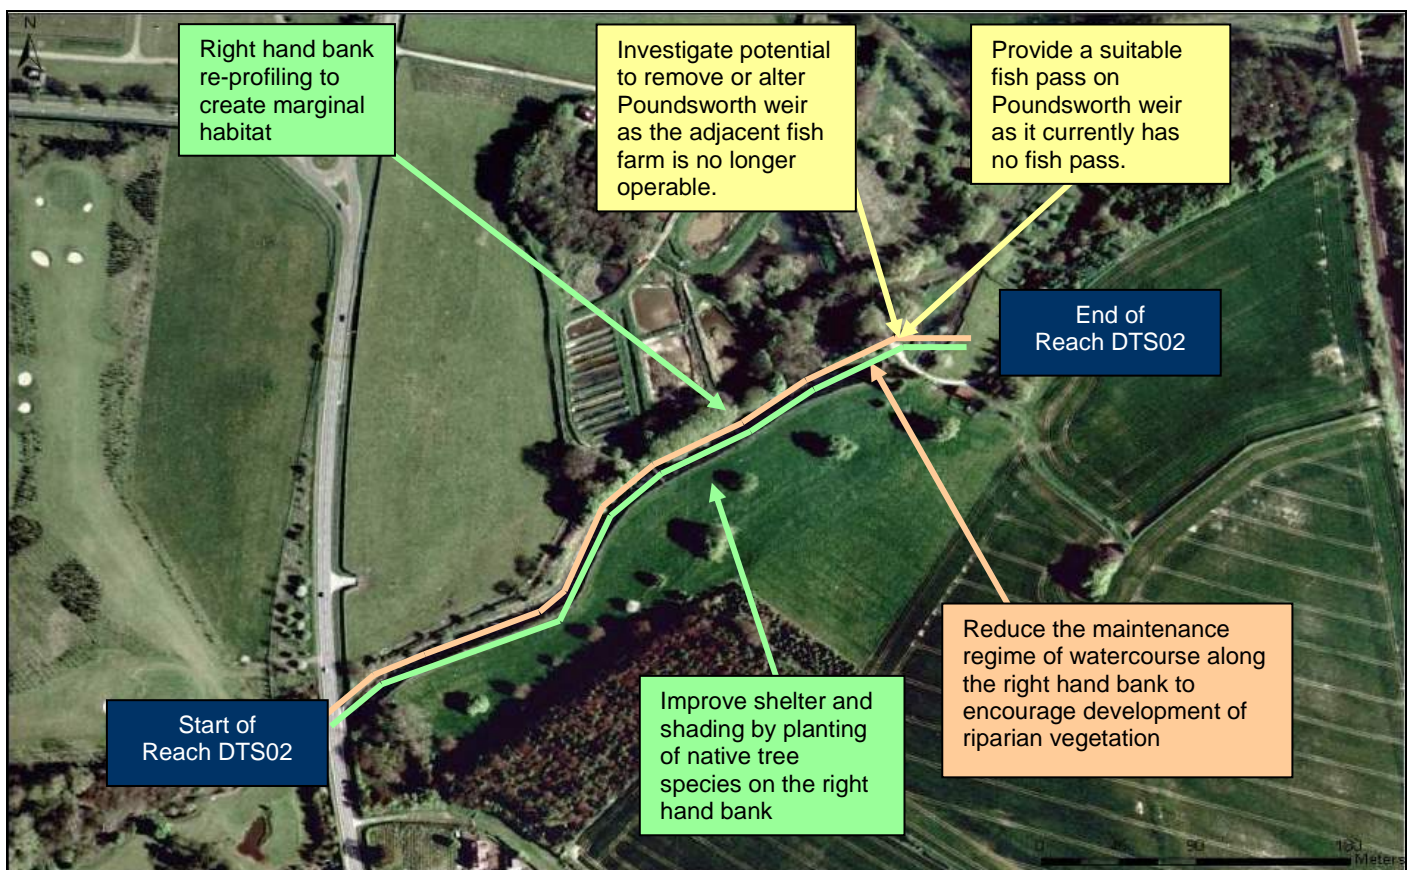 N
Right hand bank
re-profiling to
create marginal
habitat
Investigate potential
to remove or alter
Poundsworth weir
as the adjacent fish
farm is no longer
operable.
Provide a suitable
fish pass on
Poundsworth weir
as it currently has
no fish pass.
End of
Reach DTS02
Start of
Reach DTS02
Improve shelter and
shading by planting
of native tree
species on the right
hand bank
Reduce the maintenance
regime of watercourse along
the right hand bank to
encourage development of
riparian vegetation
0 45 90 180
Meters